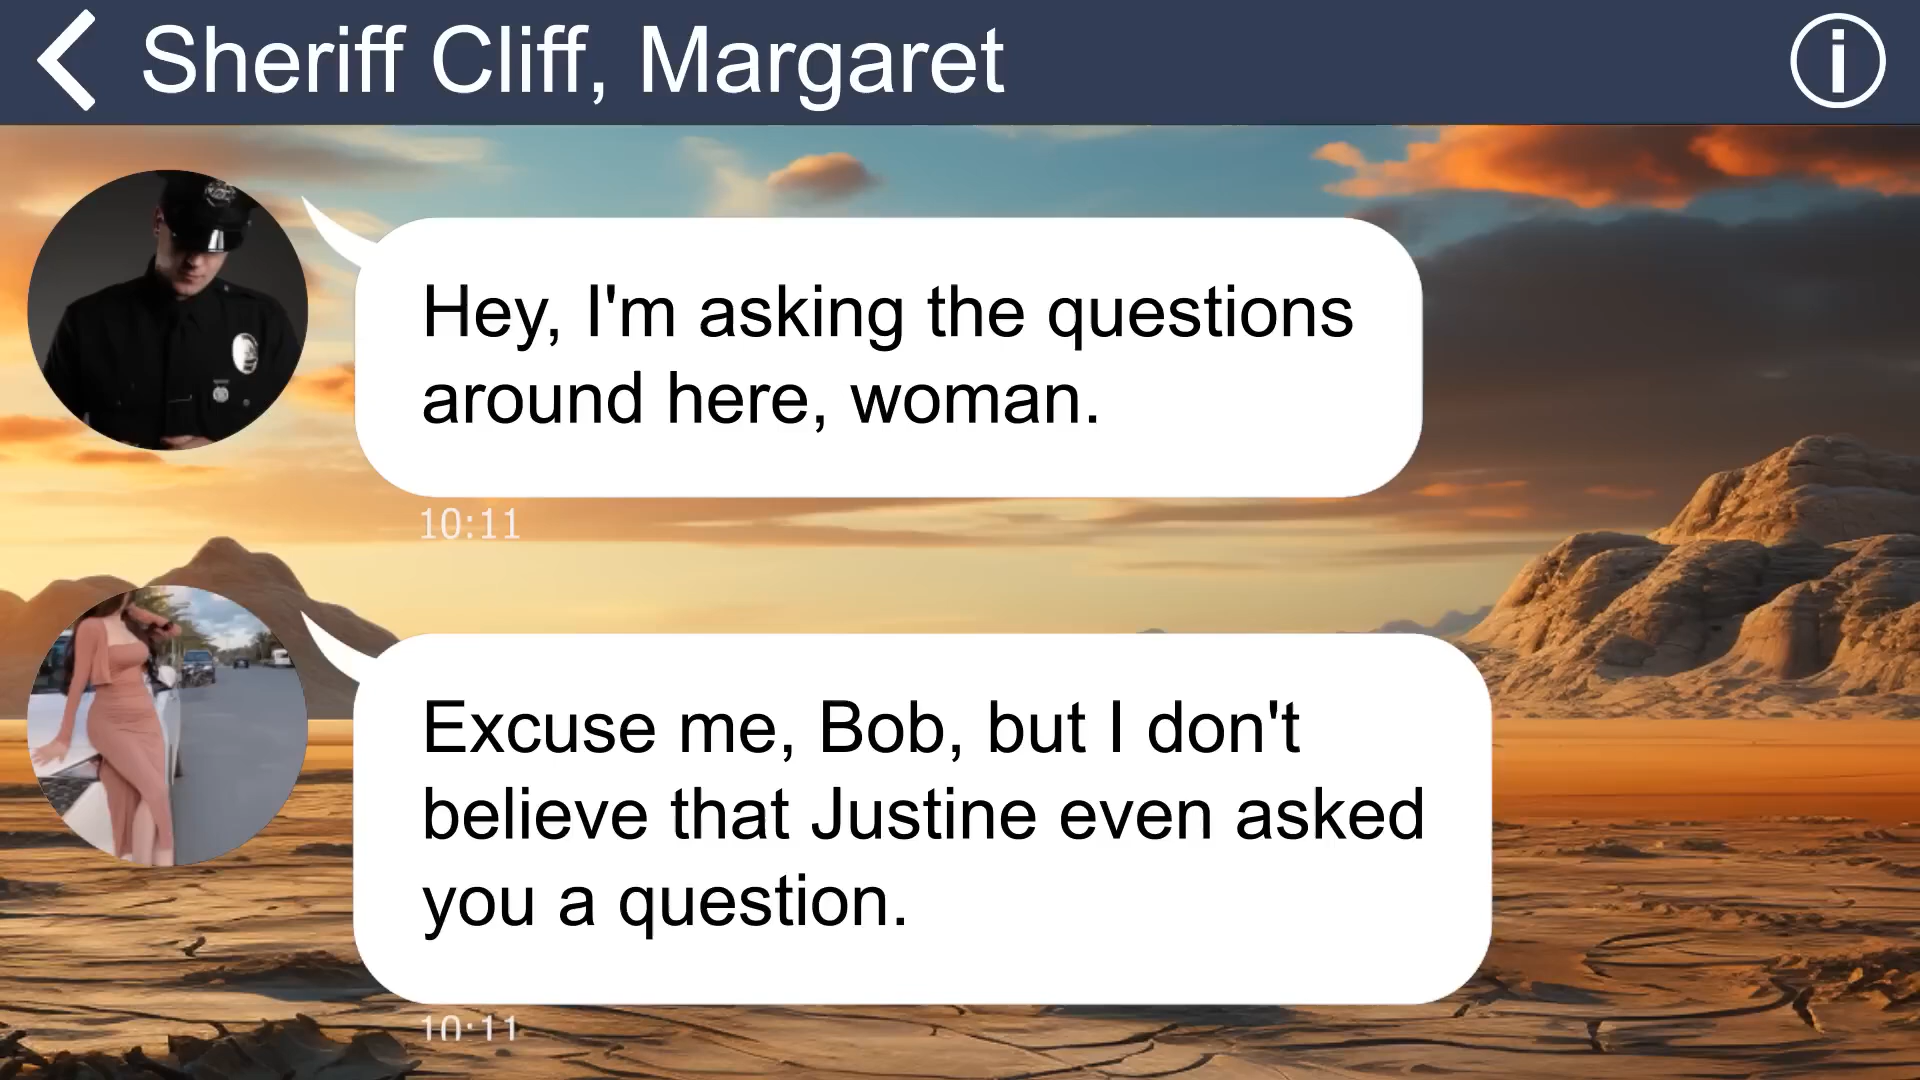 Sheriff Cliff, Margaret
Hey, I'm asking the questions
around here, woman.
10:11
Excuse me, Bob, but I don't
believe that Justine even asked
you a question.
10:11